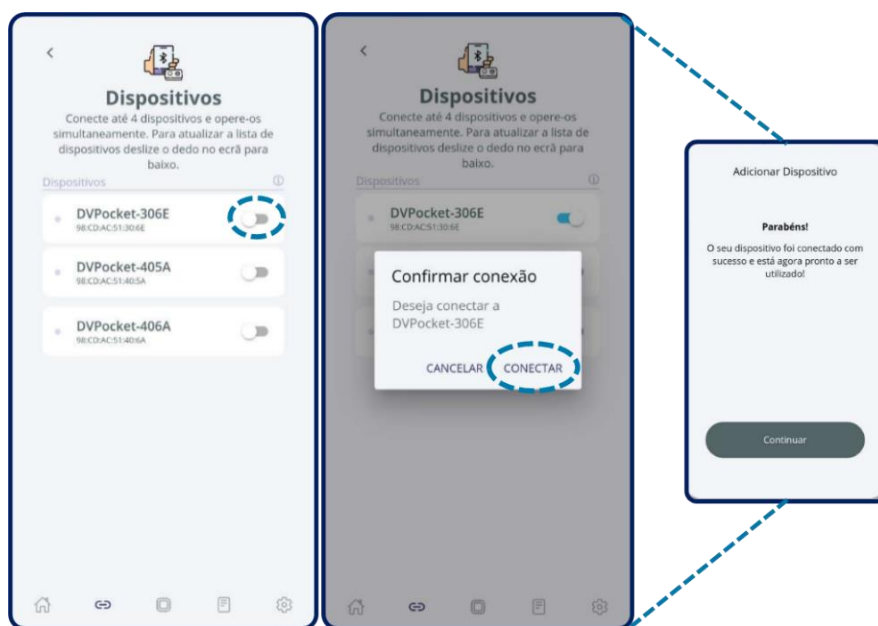 Dispositivos
Conecte até 4 dispositivos e opere-os
simultaneamente. Para atualizar a lista de
dispositivos deslize o dedo no ecrã para
baixo.
Dispositivos
DVPocket-306E
98:CD:AC:51:30:6E
DVPocket-405A
98:CD:AC:51:40:5A
DVPocket-406A
98:CD:AC:51:40:6A
Dispositivos
Conecte até 4 dispositivos e opere-os
simultaneamente. Para atualizar a lista de
dispositivos deslize o dedo no ecrã para
baixo.
Dispositivos
DVPocket-306E
98:CD:AC:51:30:6E
Confirmar conexão
Deseja conectar a
DVPocket-306E
CANCELAR CONECTAR
Adicionar Dispositivo
Parabéns!
O seu dispositivo foi conectado com
sucesso e está agora pronto a ser
utilizado!
Continuar